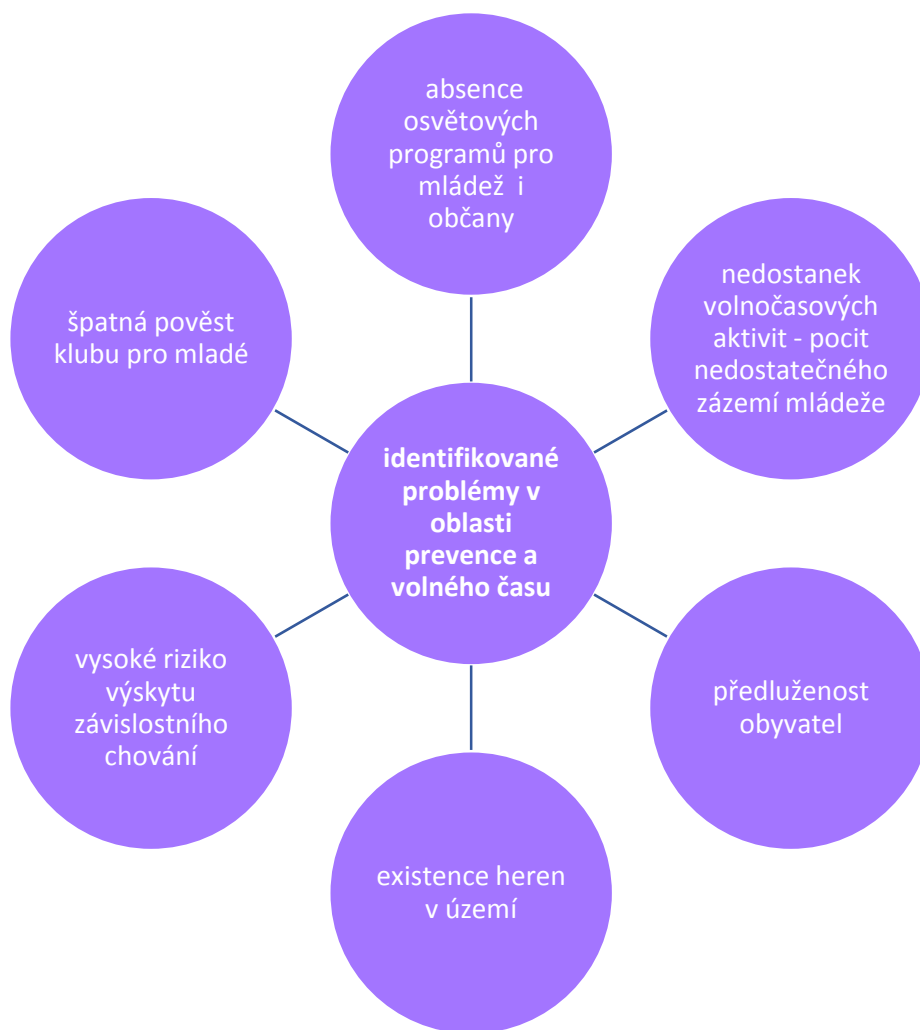 absence
osvětových
programů pro
mládež  i
občany
nedostanek
volnočasových
aktivit - pocit
nedostatečného
zázemí mládeže
předluženost
obyvatel
existence heren
v území
vysoké riziko
výskytu
závislostního
chování
špatná pověst
klubu pro mladé
identifikované
problémy v
oblasti
prevence a
volného času